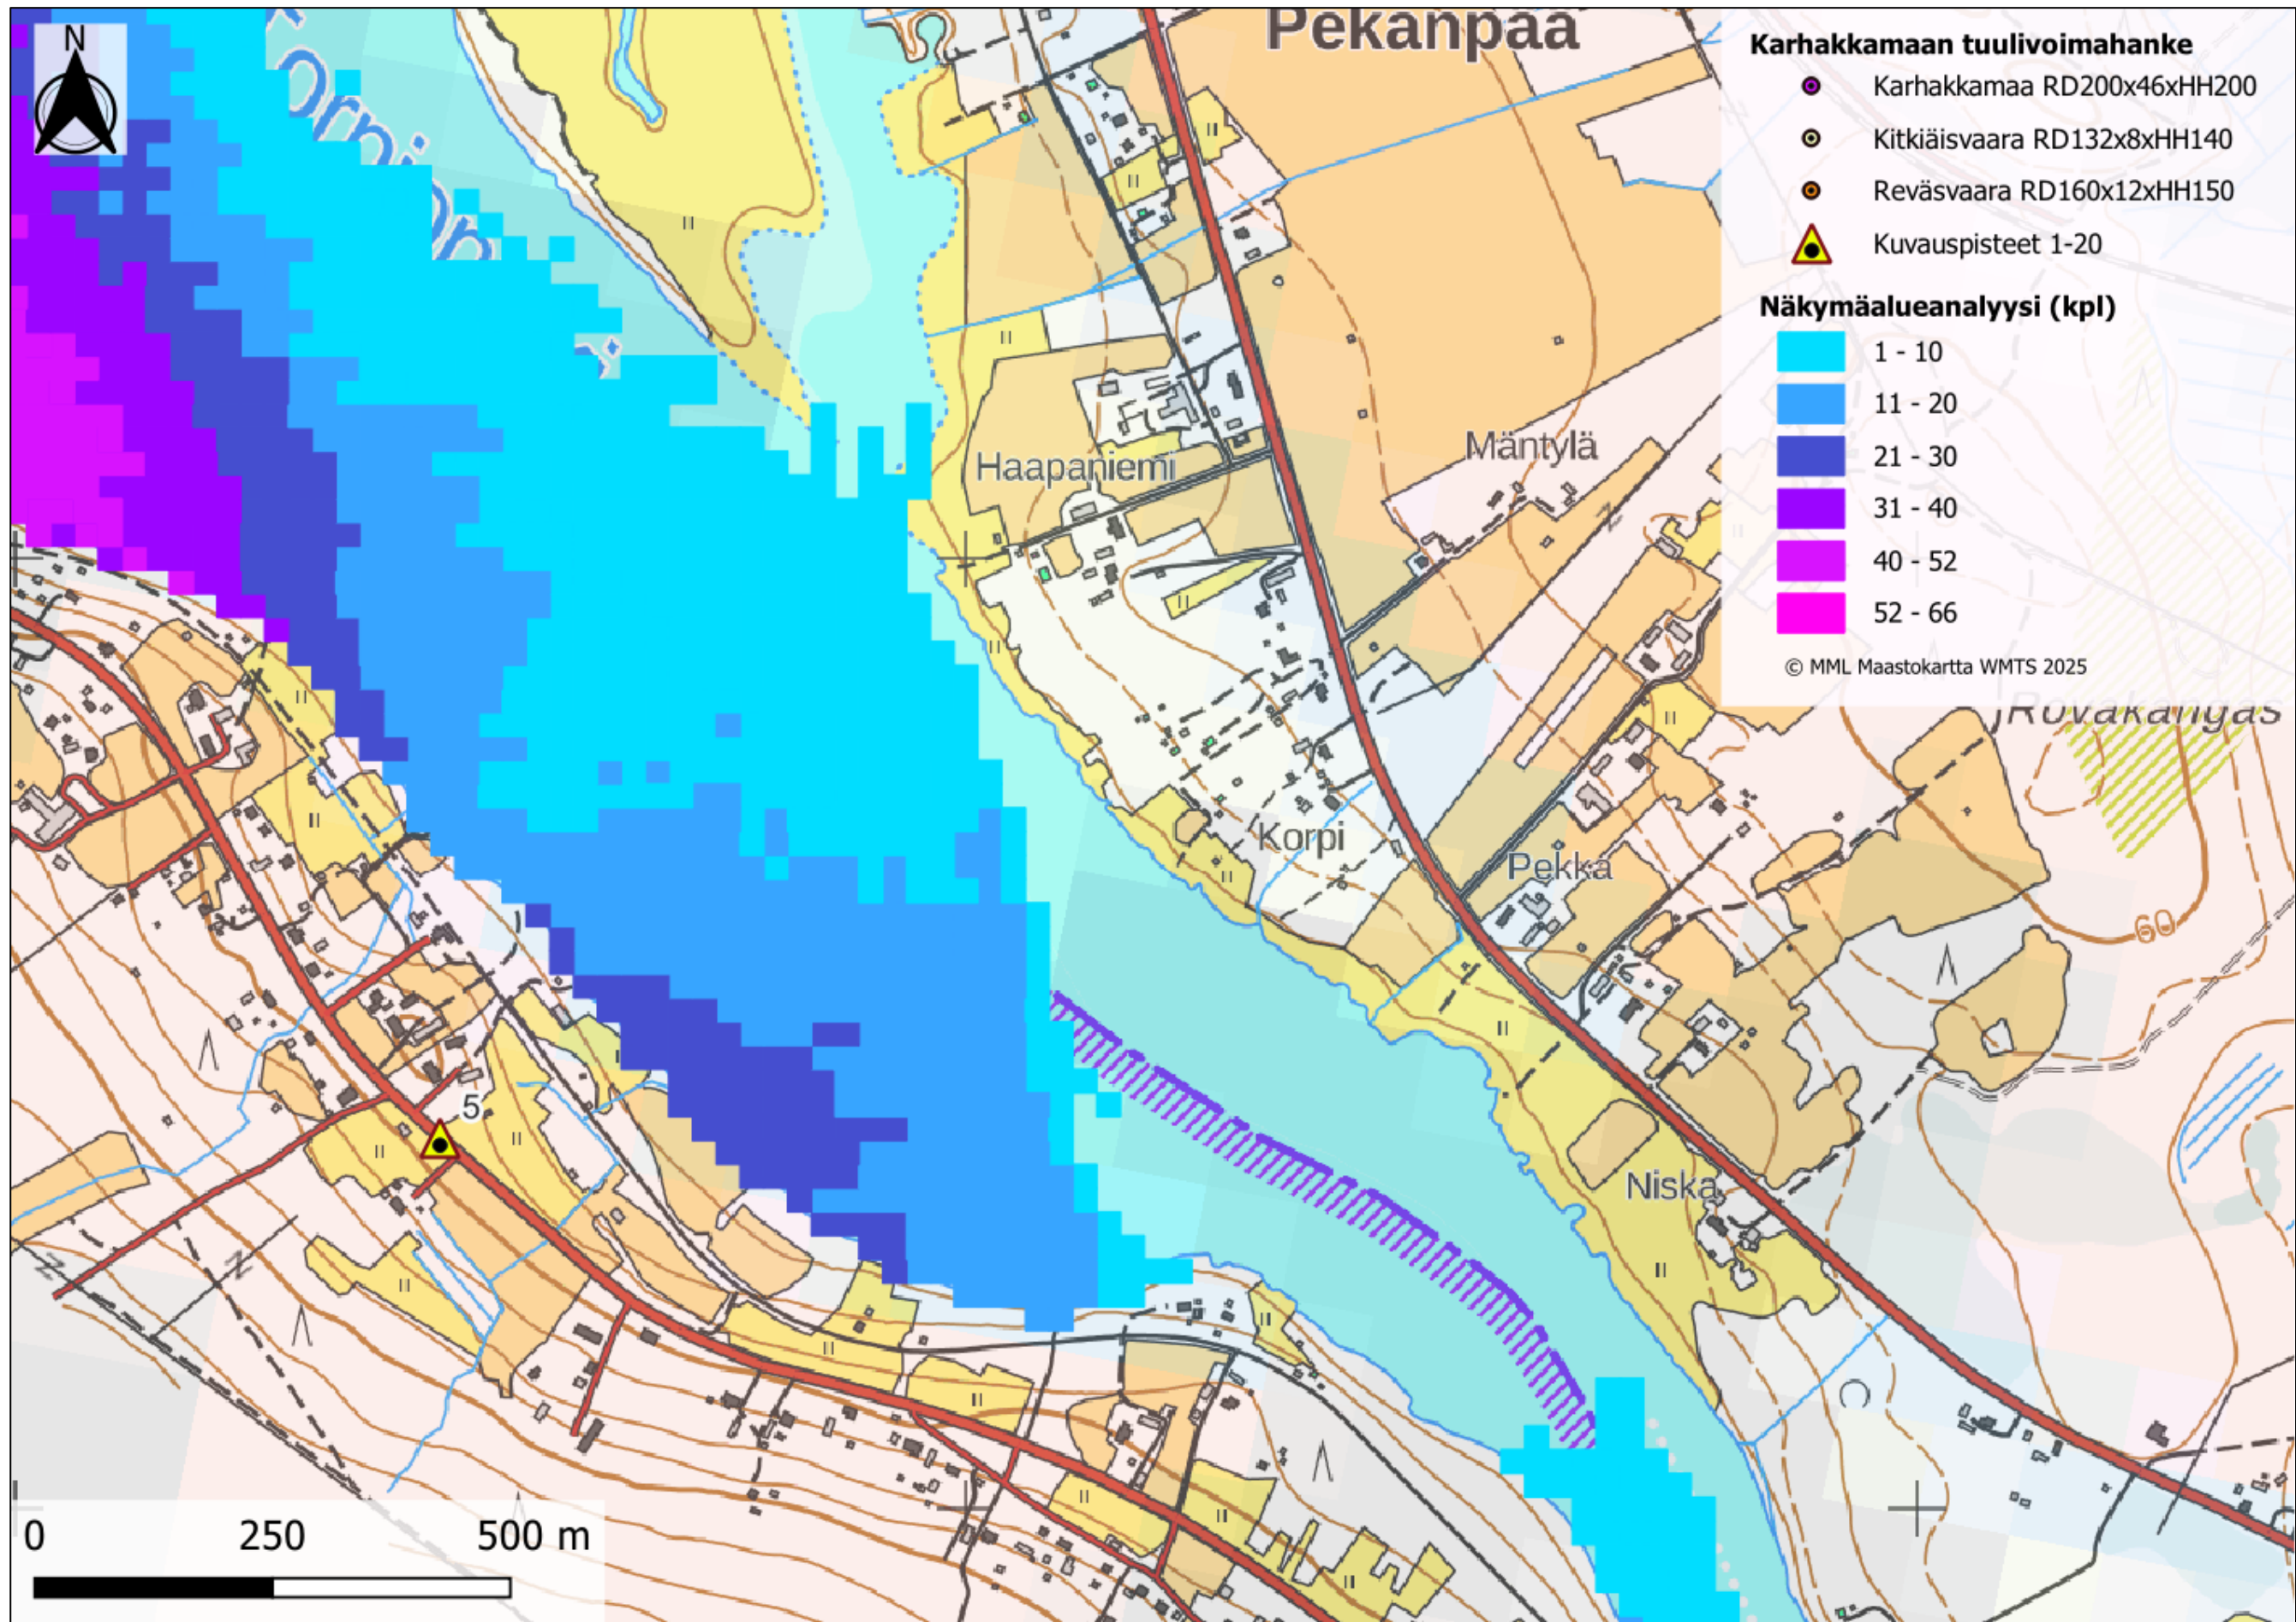 N
Pekanpää
Karhakkamaan tuulivoimahanke
Karhakkamaa RD200x46xHH200
Kitkiäisvaara RD132x8xHH140
Reväsvaara RD160x12xHH150
Kuvauspisteet 1-20
Näkymäalueanalyysi (kpl)
1 - 10
11 - 20
21 - 30
31 - 40
40 - 52
52 - 66
© MML Maastokartta WMTS 2025
Mäntylä
Haapaniemi
Rovakangas
Korpi
Pekka
60
5
Niska
0 250 500 m